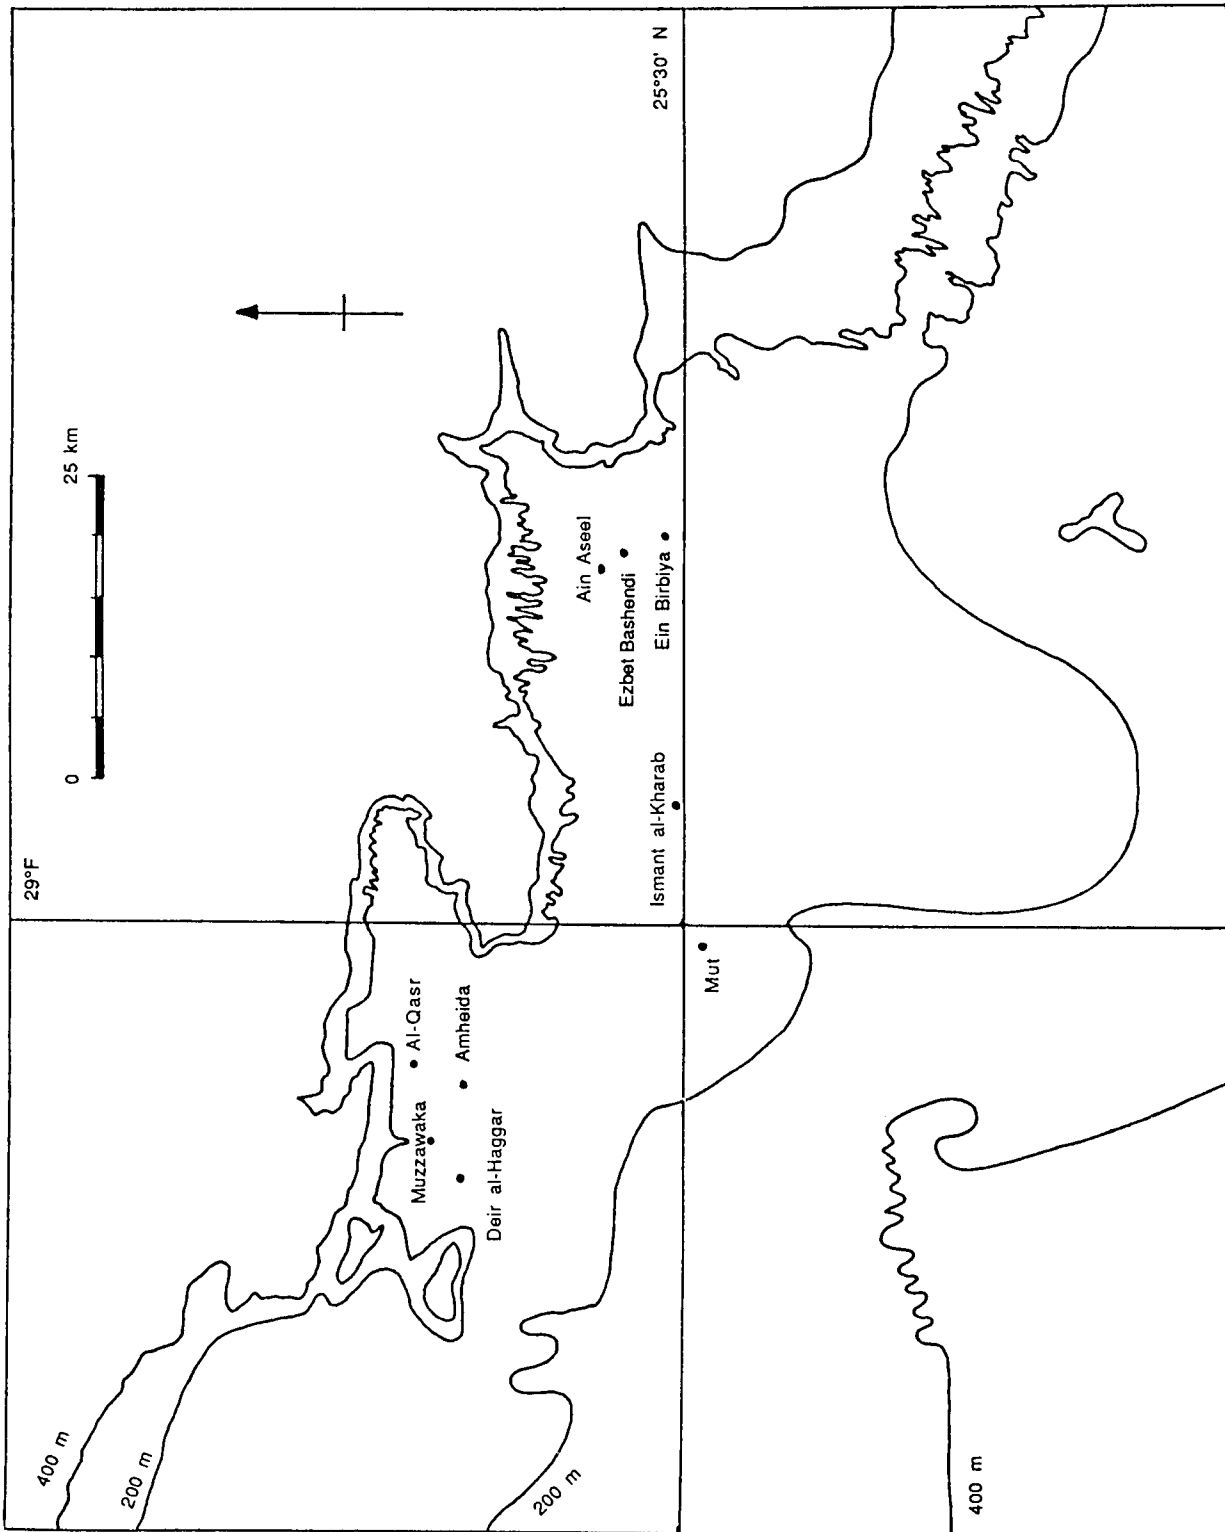 29°F
0
25 km
25°30' N
400 m
200 m
200 m
400 m
Muzzawaka
Al-Qasr
Amheida
Deir al-Haggar
Ain Aseel
Ezbet Bashendi
Ein Birbiya
Ismant al-Kharab
Mut